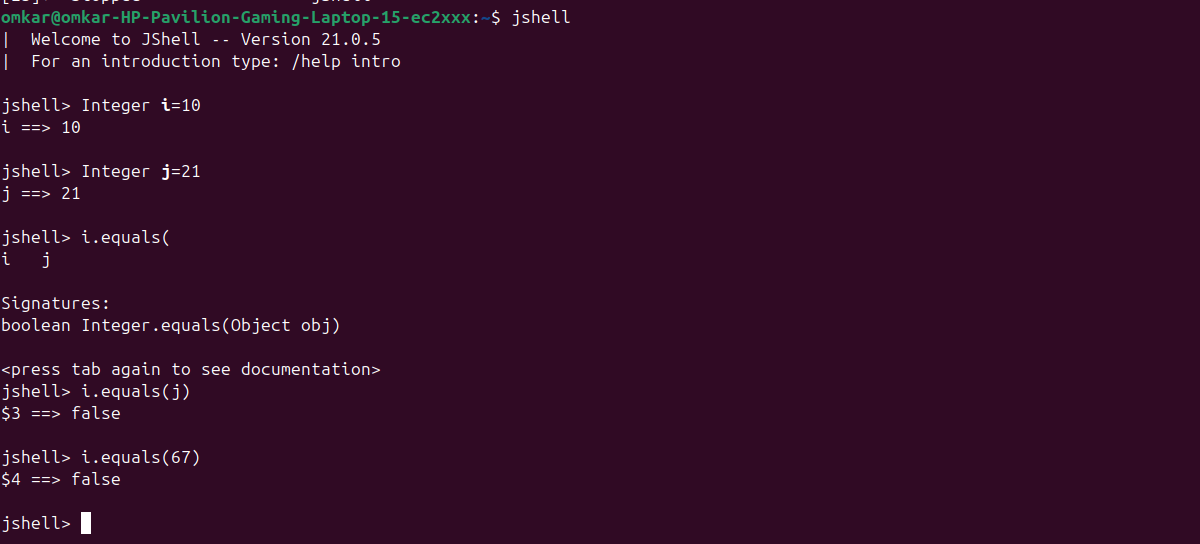 omkar@omkar-HP-Pavilion-Gaming-Laptop-15-ec2xxx:~$ jshell
|  Welcome to JShell -- Version 21.0.5
|  For an introduction type: /help intro
jshell> Integer i=10
i ==> 10
jshell> Integer j=21
j ==> 21
jshell> i.equals(
i   j
Signatures:
boolean Integer.equals(Object obj)
<press tab again to see documentation>
jshell> i.equals(j)
$3 ==> false
jshell> i.equals(67)
$4 ==> false
jshell>